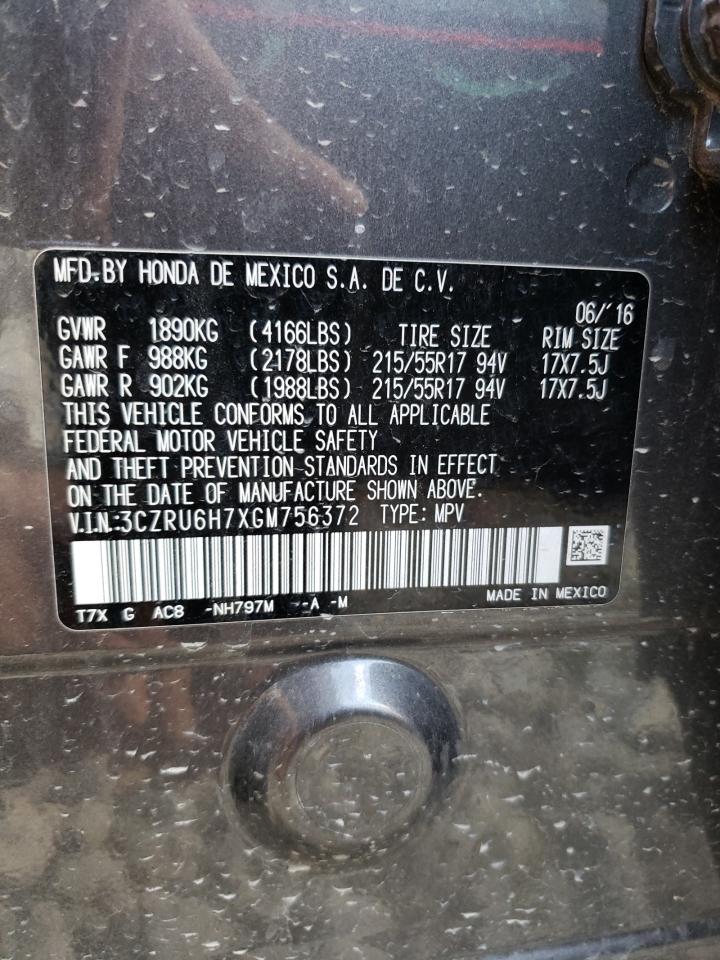 MFD.BY HONDA DE MEXICO S.A. DE C.V.
06/'16
GVWR 1890KG (4166LBS) TIRE SIZE RIM SIZE
GAWR F 988KG (2178LBS) 215/55R17 94V 17X7.5J
GAWR R 902KG (1988LBS) 215/55R17 94V 17X7.5J
THIS VEHICLE CONFORMS TO ALL APPLICABLE
FEDERAL MOTOR VEHICLE SAFETY
AND THEFT PREVENTION STANDARDS IN EFFECT
ON THE DATE OF MANUFACTURE SHOWN ABOVE.
V.I.N:3CZRU6H7XGM756372 TYPE: MPV
T7X G AC8 -NH797M --A -M MADE IN MEXICO